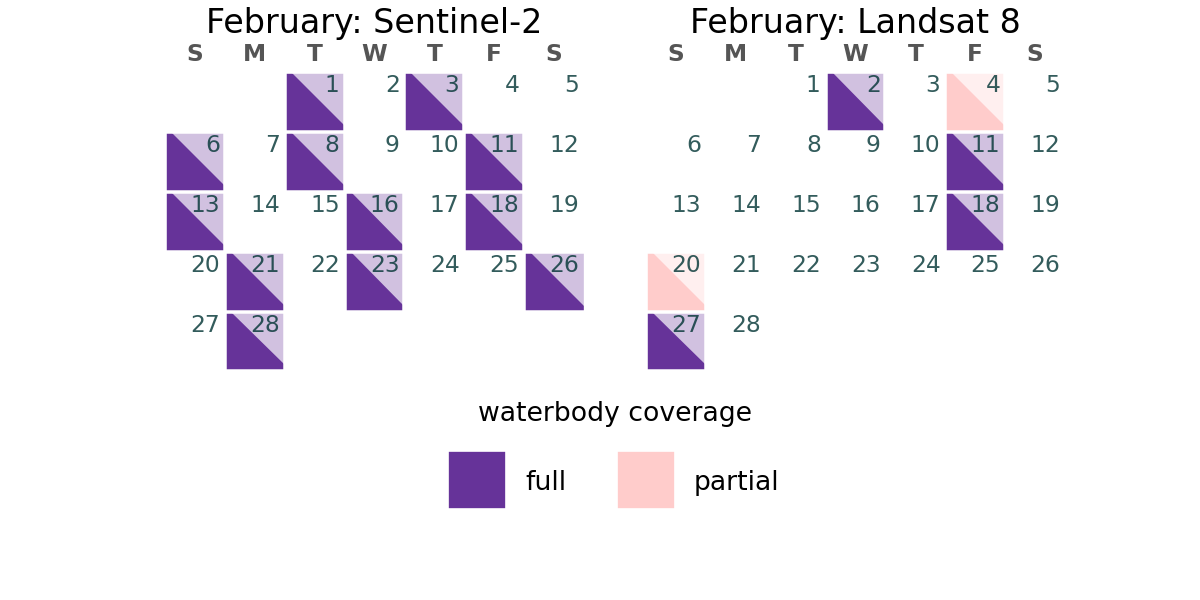 February: Sentinel-2
S M T W T F S
1 2 3 4 5
6 7 8 9 10 11 12
13 14 15 16 17 18 19
20 21 22 23 24 25 26
27 28
February: Landsat 8
S M T W T F S
1 2 3 4 5
6 7 8 9 10 11 12
13 14 15 16 17 18 19
20 21 22 23 24 25 26
27 28
waterbody coverage
full partial